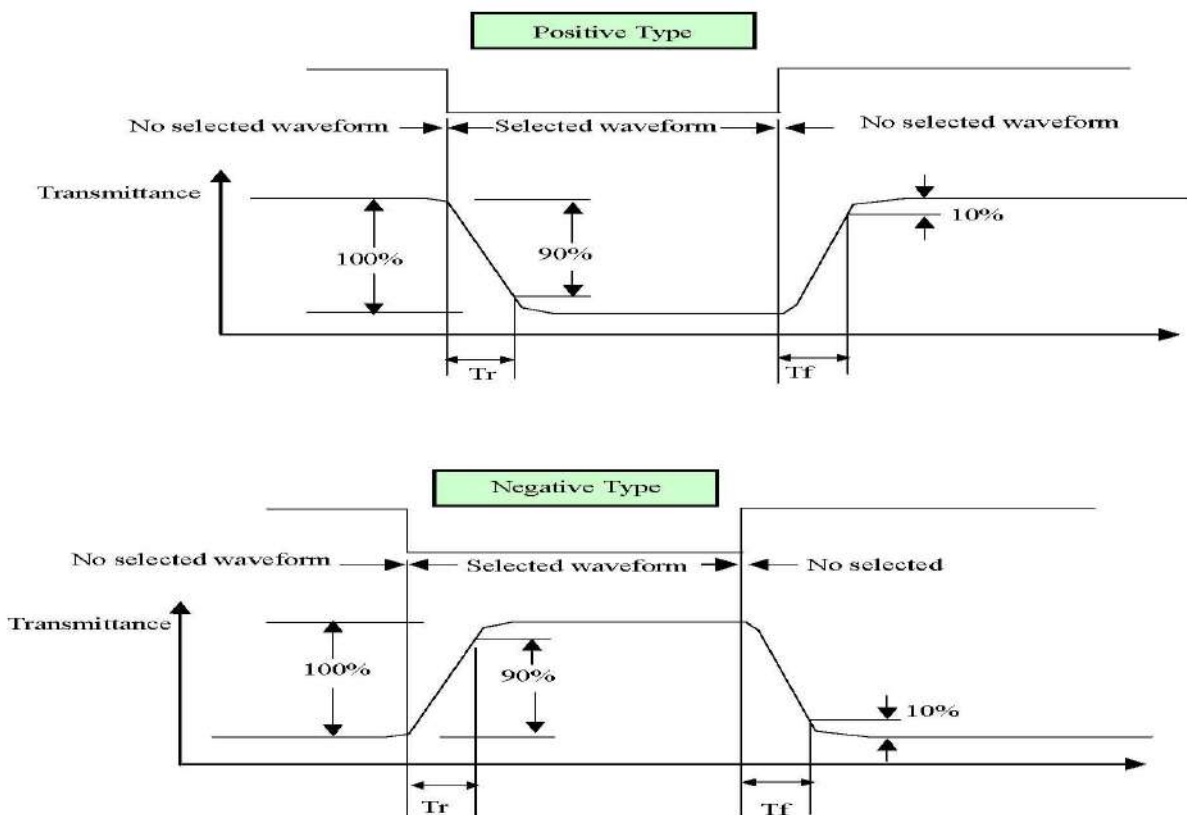 Positive Type
No selected waveform
Selected waveform
No selected waveform
Transmittance
10%
100%
90%
Tr
Tf
Negative Type
No selected waveform
Selected waveform
No selected
Transmittance
100%
90%
10%
Tr
Tf